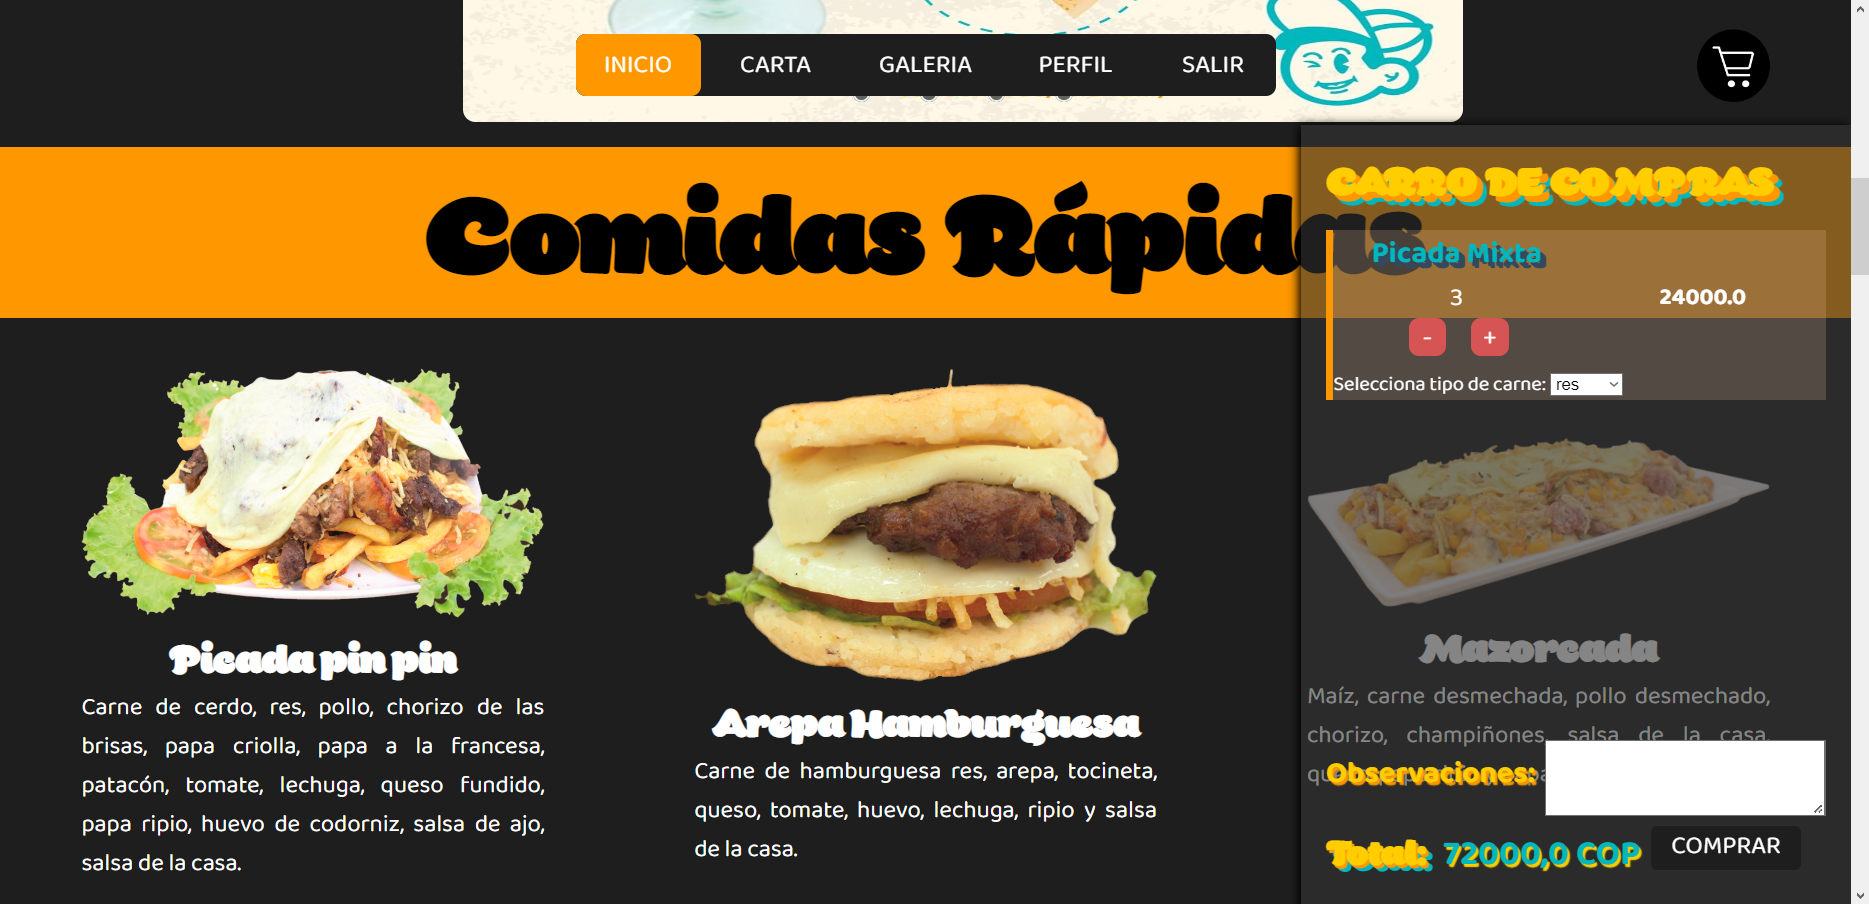 INICIO CARTA GALERIA PERFIL SALIR
Comidas Rápidas
CARRO DE COMPRAS
Picada Mixta
3 24000.0
- +
Selecciona tipo de carne: res
Picada pin pin
Carne de cerdo, res, pollo, chorizo de las
brisas, papa criolla, papa a la francesa,
patacón, tomate, lechuga, queso fundido,
papa ripio, huevo de codorniz, salsa de ajo,
salsa de la casa.
Arepa Hamburguesa
Carne de hamburguesa res, arepa, tocineta,
queso, tomate, huevo, lechuga, ripio y salsa
de la casa.
Mazorcada
Maíz, carne desmechada, pollo desmechado,
chorizo, champiñones, salsa de la casa,
Observaciones:
Total: 72000,0 COP COMPRAR